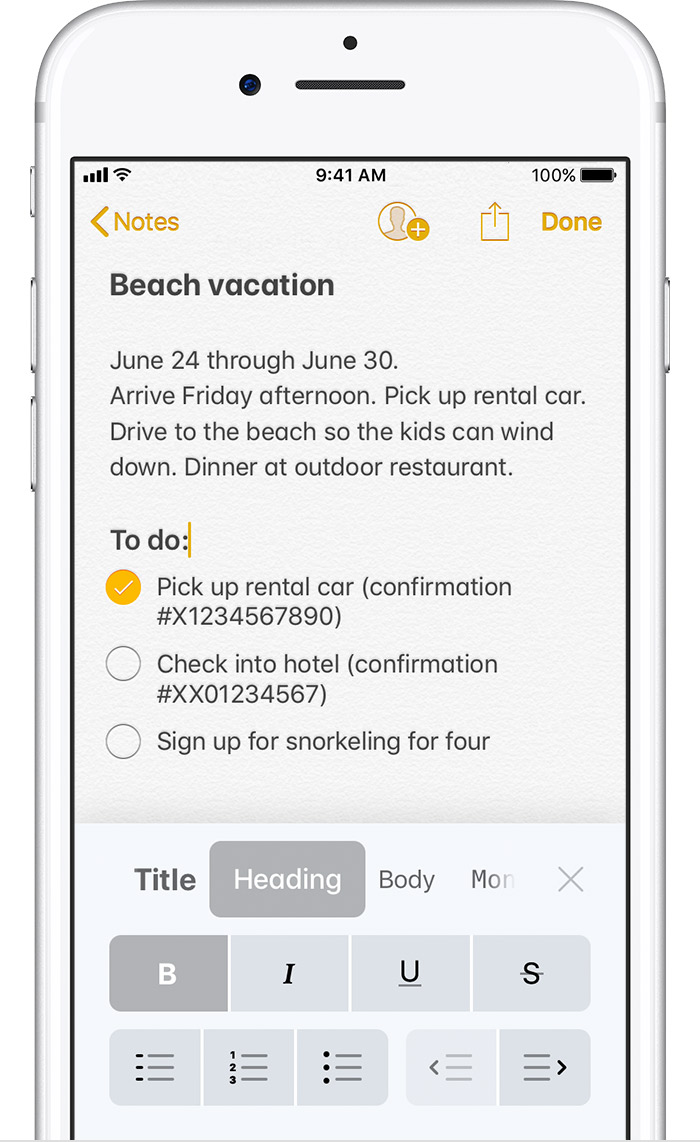 9:41 AM
100%
Notes
Done
Beach vacation
June 24 through June 30.
Arrive Friday afternoon. Pick up rental car.
Drive to the beach so the kids can wind
down. Dinner at outdoor restaurant.
To do:
Pick up rental car (confirmation
#X1234567890)
Check into hotel (confirmation
#XX01234567)
Sign up for snorkeling for four
Title Heading Body Mon
B I U S
1
2
3